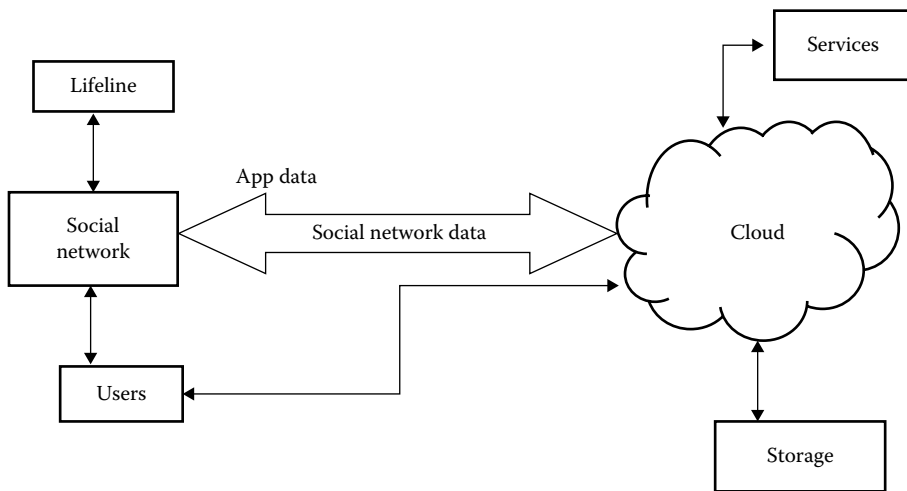 Services
Lifeline
App data
Social
network
Social network data
Cloud
Users
Storage